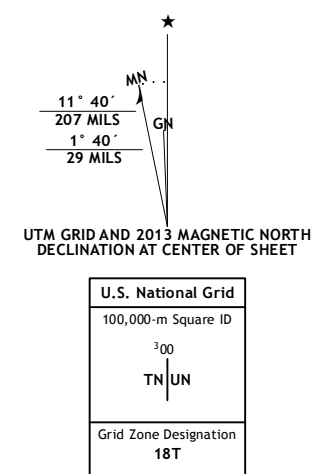 ★
MN
11° 40´
207 MILS
GN
1° 40´
29 MILS
UTM GRID AND 2013 MAGNETIC NORTH
DECLINATION AT CENTER OF SHEET
U.S. National Grid
100,000-m Square ID
³00
TN UN
Grid Zone Designation
18T